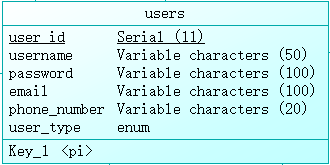 users
user_id Serial (11)
username Variable characters (50)
password Variable characters (100)
email Variable characters (100)
phone_number Variable characters (20)
user_type enum
Key_1 <pi>